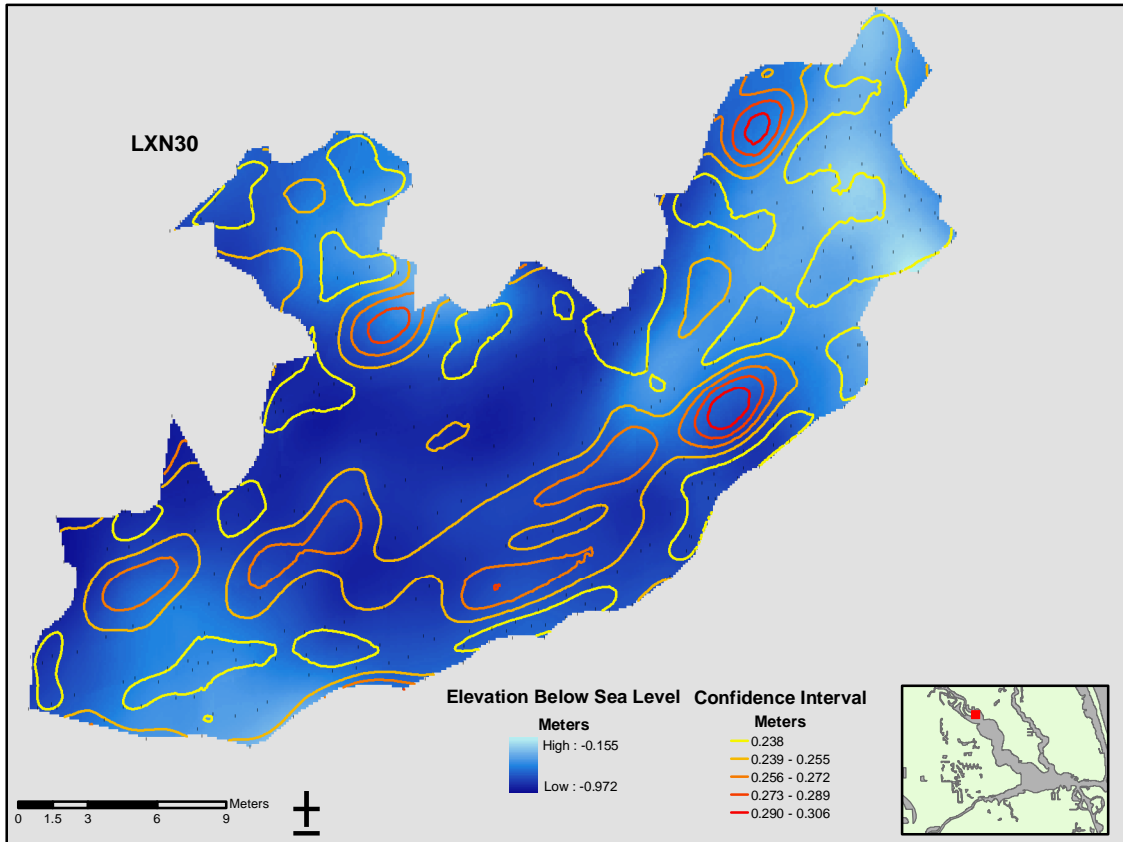 LXN30
Elevation Below Sea Level
Meters
High : -0.155
Low : -0.972
Confidence Interval
Meters
0.238
0.239 - 0.255
0.256 - 0.272
0.273 - 0.289
0.290 - 0.306
Meters
0 1.5 3 6 9